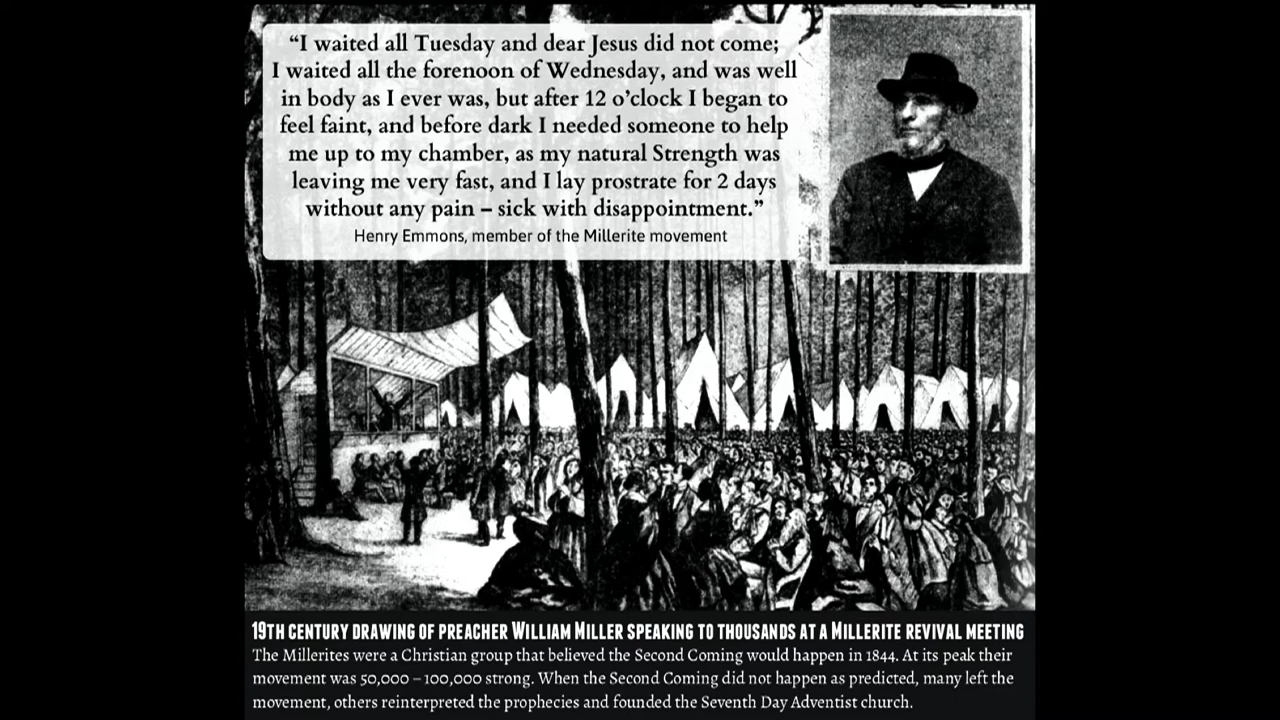 “I waited all Tuesday and dear Jesus did not come;
I waited all the forenoon of Wednesday, and was well
in body as I ever was, but after 12 o’clock I began to
feel faint, and before dark I needed someone to help
me up to my chamber, as my natural Strength was
leaving me very fast, and I lay prostrate for 2 days
without any pain – sick with disappointment.”
Henry Emmons, member of the Millerite movement
19TH CENTURY DRAWING OF PREACHER WILLIAM MILLER SPEAKING TO THOUSANDS AT A MILLERITE REVIVAL MEETING
The Millerites were a Christian group that believed the Second Coming would happen in 1844. At its peak their
movement was 50,000 – 100,000 strong. When the Second Coming did not happen as predicted, many left the
movement, others reinterpreted the prophecies and founded the Seventh Day Adventist church.